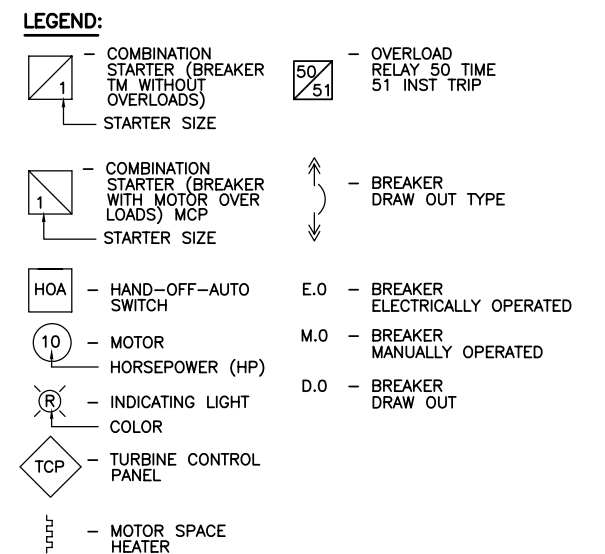 LEGEND:
1
– COMBINATION
STARTER (BREAKER
TM WITHOUT
OVERLOADS)
STARTER SIZE
1
– COMBINATION
STARTER (BREAKER
WITH MOTOR OVER
LOADS) MCP
STARTER SIZE
HOA – HAND–OFF–AUTO
SWITCH
10 – MOTOR
HORSEPOWER (HP)
R – INDICATING LIGHT
COLOR
TCP – TURBINE CONTROL
PANEL
– MOTOR SPACE
HEATER
50/51
– OVERLOAD
RELAY 50 TIME
51 INST TRIP
– BREAKER
DRAW OUT TYPE
E.O – BREAKER
ELECTRICALLY OPERATED
M.O – BREAKER
MANUALLY OPERATED
D.O – BREAKER
DRAW OUT